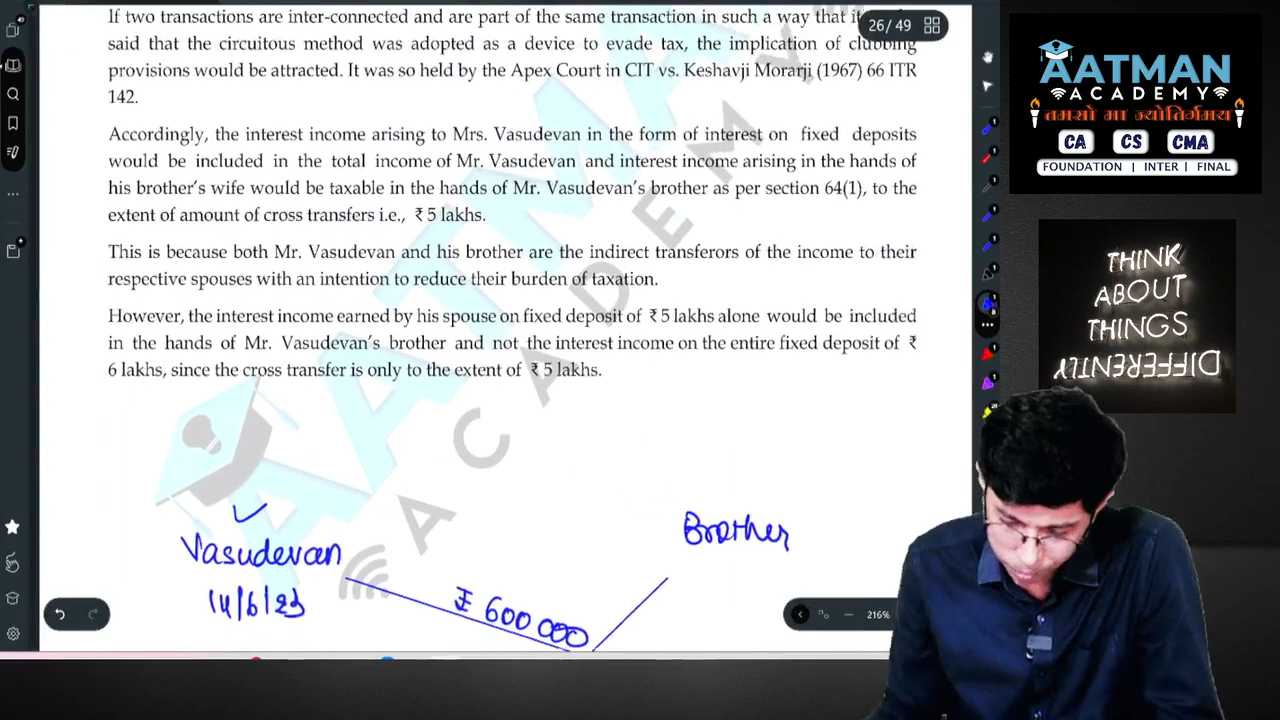 If two transactions are inter-connected and are part of the same transaction in such a way that it
said that the circuitous method was adopted as a device to evade tax, the implication of clubbing
provisions would be attracted. It was so held by the Apex Court in CIT vs. Keshavji Morarji (1967) 66 ITR
142.
Accordingly, the interest income arising to Mrs. Vasudevan in the form of interest on fixed deposits
would be included in the total income of Mr. Vasudevan and interest income arising in the hands of
his brother's wife would be taxable in the hands of Mr. Vasudevan's brother as per section 64(1), to the
extent of amount of cross transfers i.e., ₹ 5 lakhs.
This is because both Mr. Vasudevan and his brother are the indirect transferors of the income to their
respective spouses with an intention to reduce their burden of taxation.
However, the interest income earned by his spouse on fixed deposit of ₹ 5 lakhs alone would be included
in the hands of Mr. Vasudevan's brother and not the interest income on the entire fixed deposit of ₹
6 lakhs, since the cross transfer is only to the extent of ₹ 5 lakhs.
Vasudevan
14/6/23
₹ 600 000
Brother
26 / 49
216%
AATMAN
ACADEMY
तमसो मा ज्योतिर्गमय
CA CS CMA
FOUNDATION | INTER | FINAL
THINK
ABOUT
THINGS
DIFFERENTLY
AATMA
ACADEMY